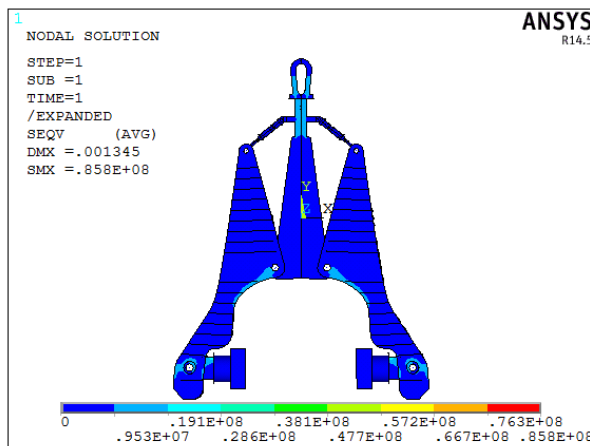 1
NODAL SOLUTION
ANSYS
R14.5
STEP=1
SUB =1
TIME=1
/EXPANDED
SEQV (AVG)
DMX =.001345
SMX =.858E+08
Y
Z X
0 .191E+08 .381E+08 .572E+08 .763E+08
.953E+07 .286E+08 .477E+08 .667E+08 .858E+08